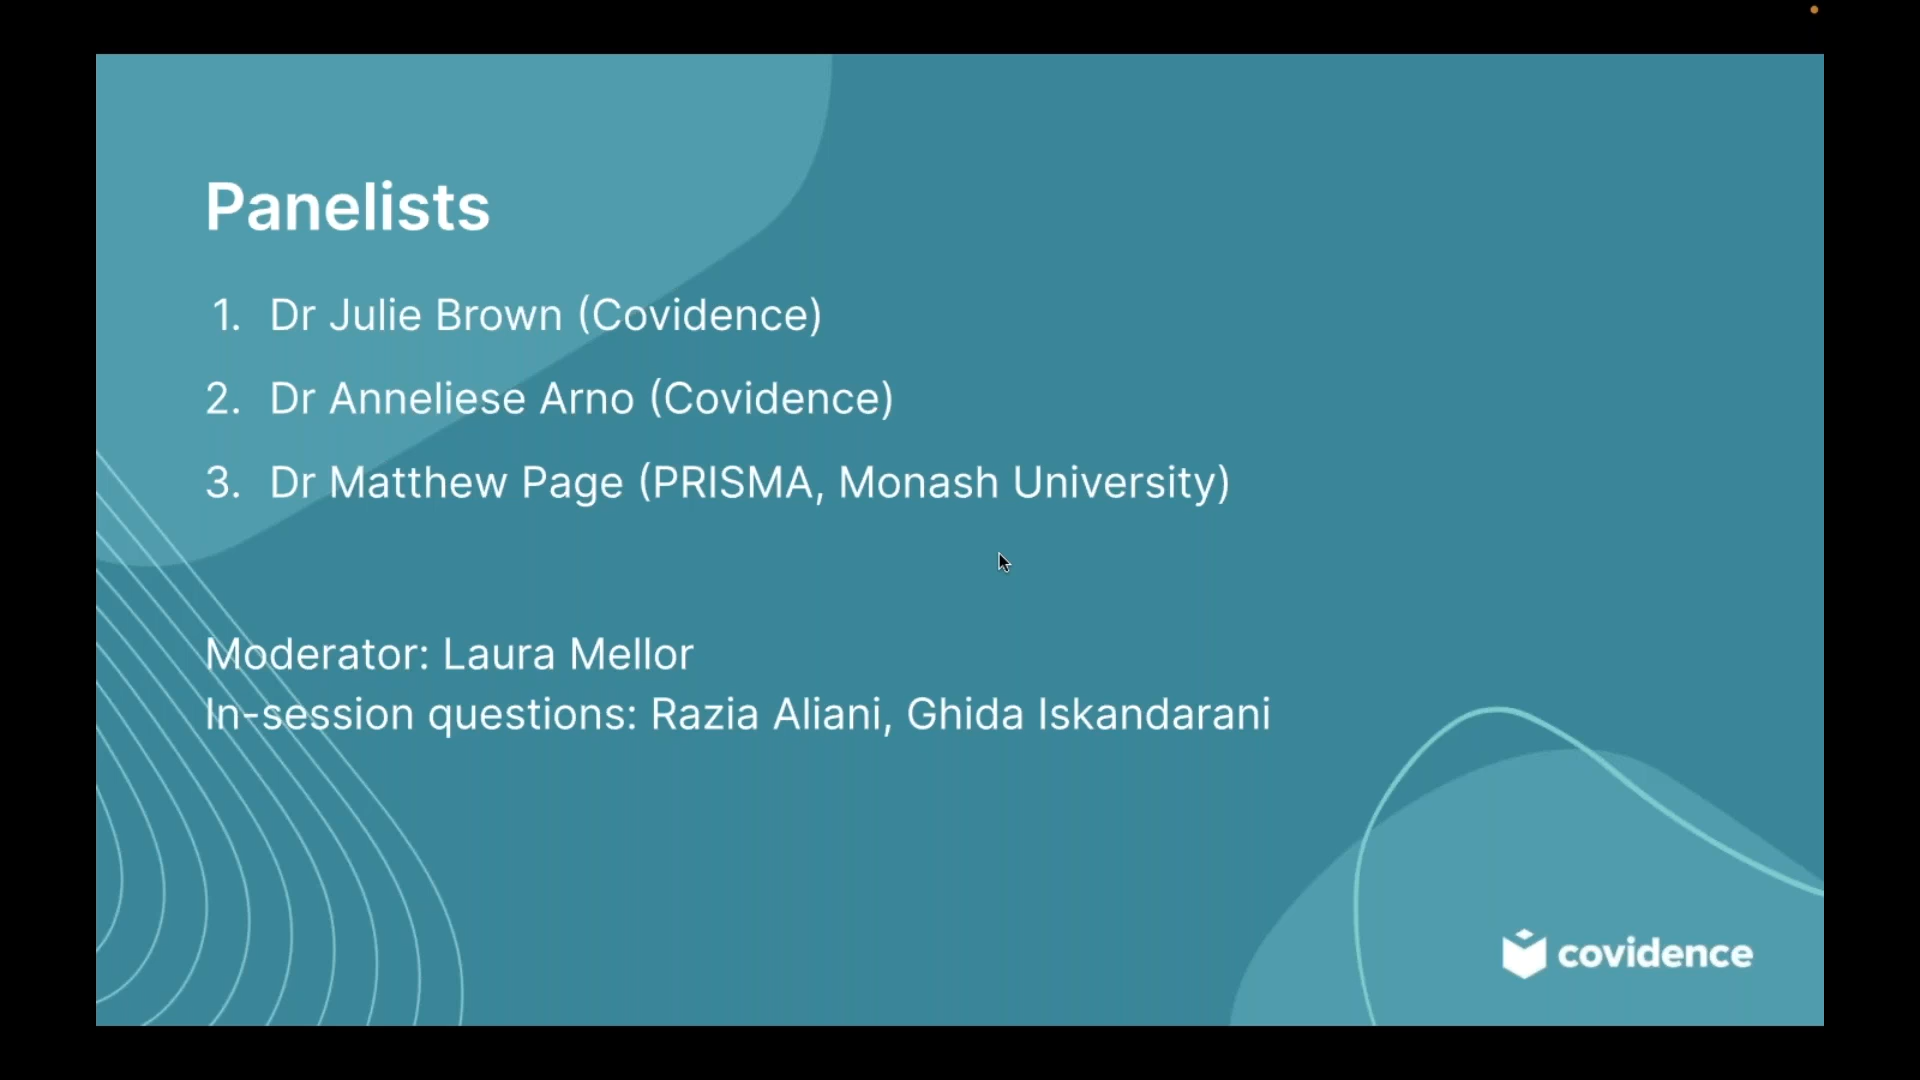 Panelists
1. Dr Julie Brown (Covidence)
2. Dr Anneliese Arno (Covidence)
3. Dr Matthew Page (PRISMA, Monash University)
Moderator: Laura Mellor
In-session questions: Razia Aliani, Ghida Iskandarani
covidence